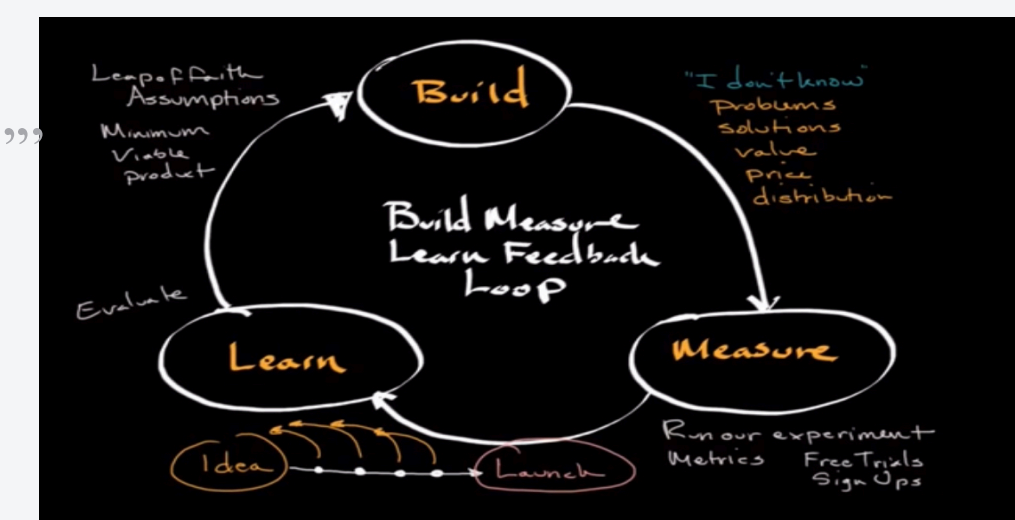 Leap of Faith
Assumptions
Minimum
Viable
Product
Build
"I don't know"
Problems
solutions
value
price
distribution
Build Measure
Learn Feedback
Loop
Evaluate
Learn
Measure
Idea
Launch
Run our experiment
Metrics
Free Trials
Sign Ups